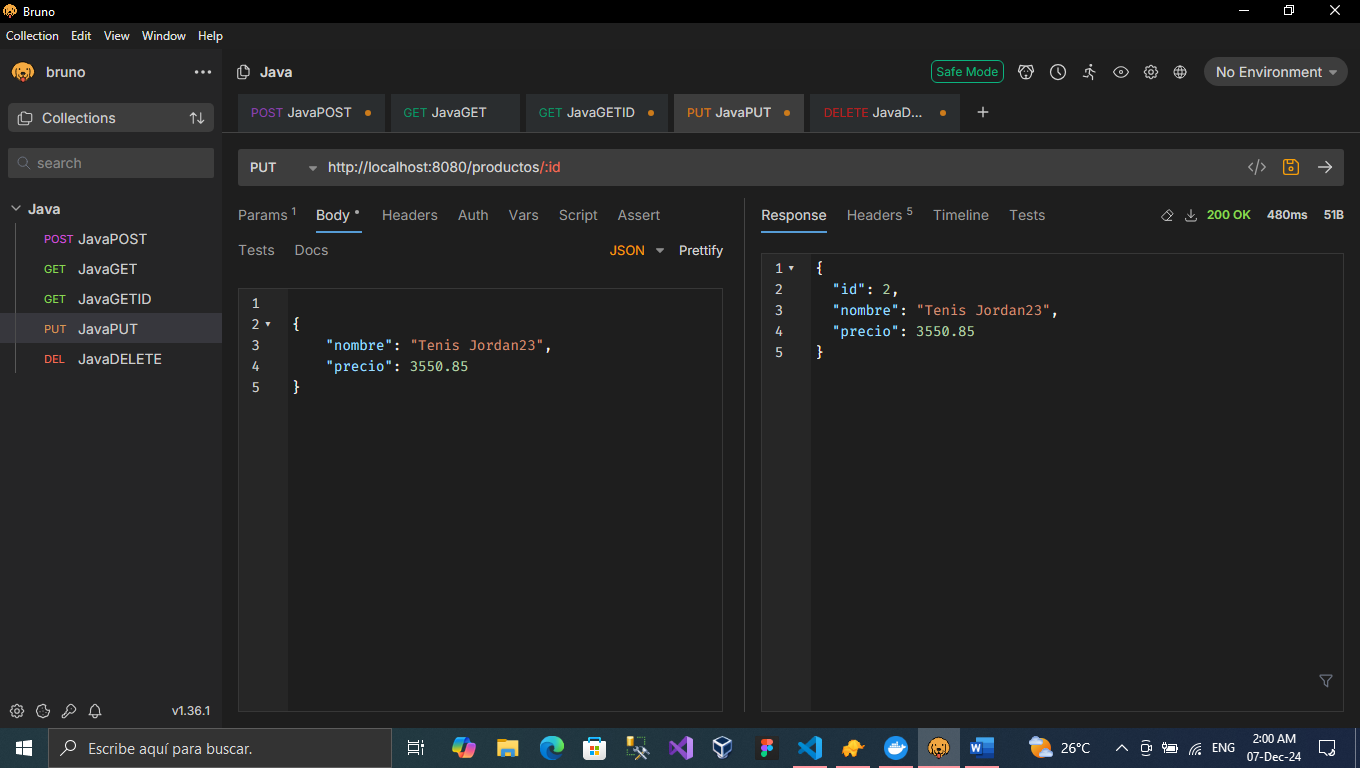 Bruno
Collection Edit View Window Help
bruno
Java
Safe Mode
No Environment
Collections
POST JavaPOST
GET JavaGET
GET JavaGETID
PUT JavaPUT
DELETE JavaD...
search
PUT
http://localhost:8080/productos/:id
Java
POST JavaPOST
GET JavaGET
GET JavaGETID
PUT JavaPUT
DEL JavaDELETE
Params 1 Body Headers Auth Vars Script Assert
Tests Docs
JSON
Prettify
1
2 {
3 "nombre": "Tenis Jordan23",
4 "precio": 3550.85
5 }
Response Headers 5 Timeline Tests
200 OK 480ms 51B
1 {
2 "id": 2,
3 "nombre": "Tenis Jordan23",
4 "precio": 3550.85
5 }
v1.36.1
Escribe aquí para buscar.
26°C
ENG
2:00 AM
07-Dec-24